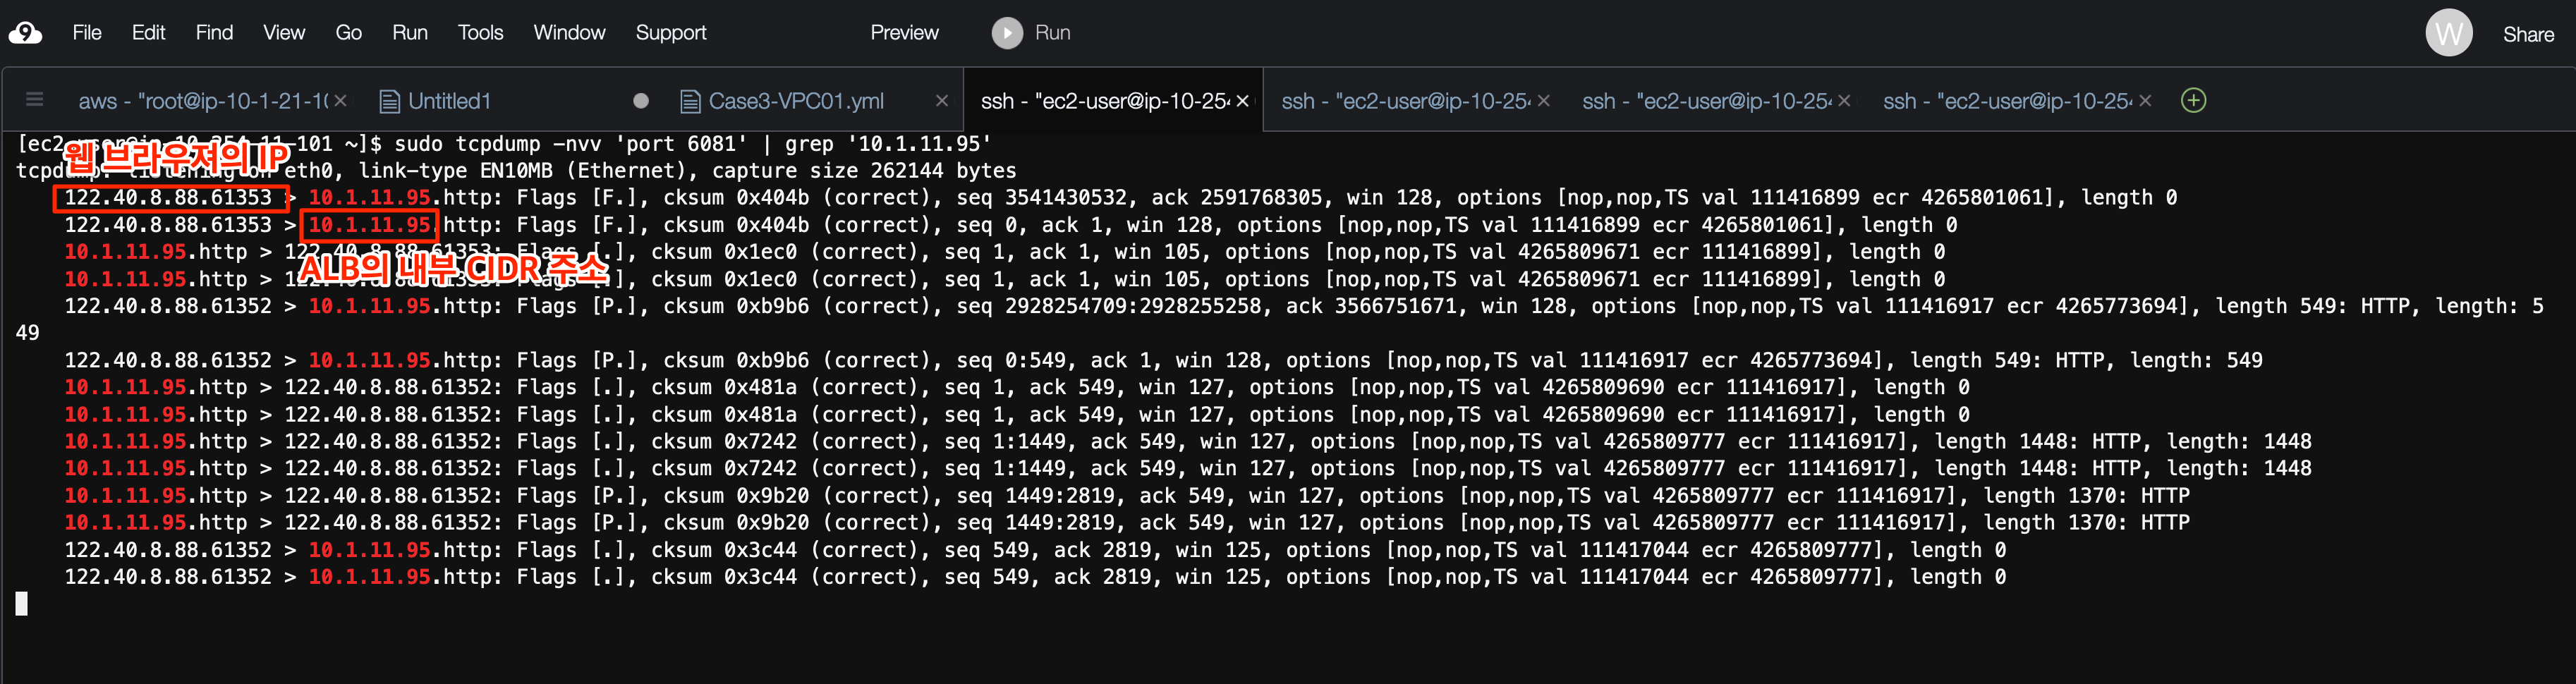 9 File Edit Find View Go Run Tools Window Support Preview Run W Share
aws - "root@ip-10-1-21-1( Untitled1 Case3-VPC01.yml ssh - "ec2-user@ip-10-254 ssh - "ec2-user@ip-10-254 ssh - "ec2-user@ip-10-254 ssh - "ec2-user@ip-10-254
[ec2-user@ip-10-254-11-101 ~]$ sudo tcpdump -nvv 'port 6081' | grep '10.1.11.95'
웹 브라우져의 IP
tcpdump: listening on eth0, link-type EN10MB (Ethernet), capture size 262144 bytes
122.40.8.88.61353 > 10.1.11.95.http: Flags [F.], cksum 0x404b (correct), seq 3541430532, ack 2591768305, win 128, options [nop,nop,TS val 111416899 ecr 4265801061], length 0
122.40.8.88.61353 > 10.1.11.95.http: Flags [F.], cksum 0x404b (correct), seq 0, ack 1, win 128, options [nop,nop,TS val 111416899 ecr 4265801061], length 0
10.1.11.95.http > 122.40.8.88.61353: Flags [.], cksum 0x1ec0 (correct), seq 1, ack 1, win 105, options [nop,nop,TS val 4265809671 ecr 111416899], length 0
ALB의 내부 CIDR 주소
10.1.11.95.http > 122.40.8.88.61353: Flags [.], cksum 0x1ec0 (correct), seq 1, ack 1, win 105, options [nop,nop,TS val 4265809671 ecr 111416899], length 0
122.40.8.88.61352 > 10.1.11.95.http: Flags [P.], cksum 0xb9b6 (correct), seq 2928254709:2928255258, ack 3566751671, win 128, options [nop,nop,TS val 111416917 ecr 4265773694], length 549: HTTP, length: 5
49
122.40.8.88.61352 > 10.1.11.95.http: Flags [P.], cksum 0xb9b6 (correct), seq 0:549, ack 1, win 128, options [nop,nop,TS val 111416917 ecr 4265773694], length 549: HTTP, length: 549
10.1.11.95.http > 122.40.8.88.61352: Flags [.], cksum 0x481a (correct), seq 1, ack 549, win 127, options [nop,nop,TS val 4265809690 ecr 111416917], length 0
10.1.11.95.http > 122.40.8.88.61352: Flags [.], cksum 0x481a (correct), seq 1, ack 549, win 127, options [nop,nop,TS val 4265809690 ecr 111416917], length 0
10.1.11.95.http > 122.40.8.88.61352: Flags [.], cksum 0x7242 (correct), seq 1:1449, ack 549, win 127, options [nop,nop,TS val 4265809777 ecr 111416917], length 1448: HTTP, length: 1448
10.1.11.95.http > 122.40.8.88.61352: Flags [.], cksum 0x7242 (correct), seq 1:1449, ack 549, win 127, options [nop,nop,TS val 4265809777 ecr 111416917], length 1448: HTTP, length: 1448
10.1.11.95.http > 122.40.8.88.61352: Flags [P.], cksum 0x9b20 (correct), seq 1449:2819, ack 549, win 127, options [nop,nop,TS val 4265809777 ecr 111416917], length 1370: HTTP
10.1.11.95.http > 122.40.8.88.61352: Flags [P.], cksum 0x9b20 (correct), seq 1449:2819, ack 549, win 127, options [nop,nop,TS val 4265809777 ecr 111416917], length 1370: HTTP
122.40.8.88.61352 > 10.1.11.95.http: Flags [.], cksum 0x3c44 (correct), seq 549, ack 2819, win 125, options [nop,nop,TS val 111417044 ecr 4265809777], length 0
122.40.8.88.61352 > 10.1.11.95.http: Flags [.], cksum 0x3c44 (correct), seq 549, ack 2819, win 125, options [nop,nop,TS val 111417044 ecr 4265809777], length 0